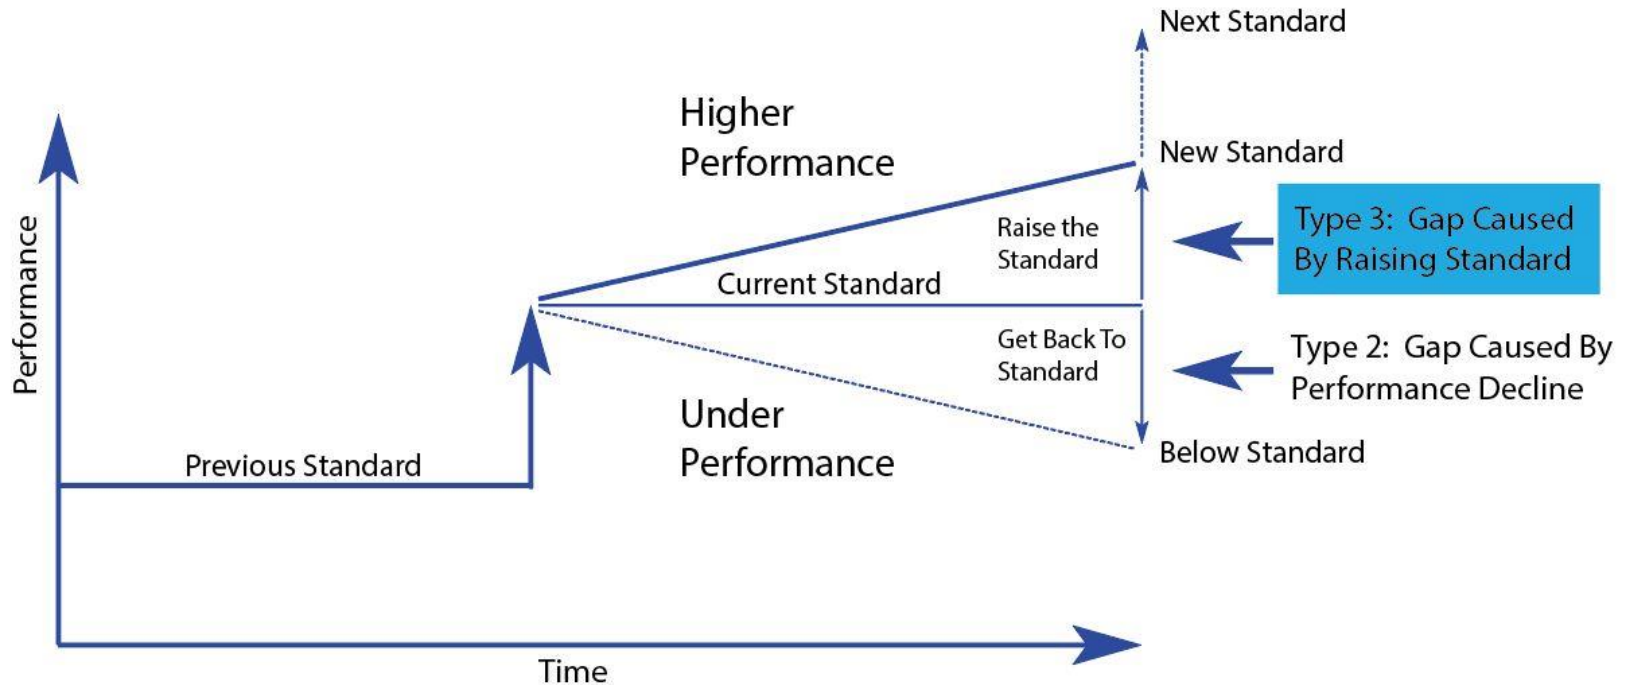 Next Standard
Higher
Performance
New Standard
Raise the
Standard
Type 3: Gap Caused
By Raising Standard
Current Standard
Performance
Get Back To
Standard
Type 2: Gap Caused By
Performance Decline
Under
Performance
Below Standard
Previous Standard
Time